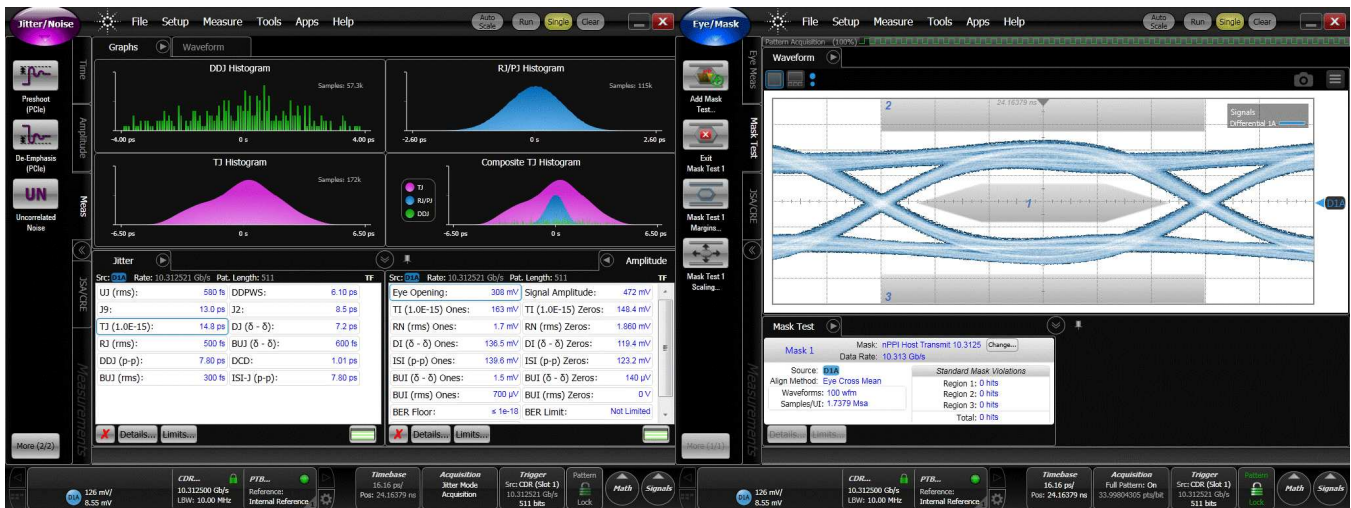 Jitter/Noise
File Setup Measure Tools Apps Help
Auto Scale
Run
Single
Clear
Graphs
Waveform
Time
Amplitude
Meas
JSA/CRE
Measurements
Preshoot (PCIe)
De-Emphasis (PCIe)
UN
Uncorrelated Noise
More (2/2)
DDJ Histogram
Samples: 57.3k
-4.00 ps 0 s 4.00 ps
RJ/PJ Histogram
Samples: 115k
-2.60 ps 0 s 2.60 ps
TJ Histogram
Samples: 172k
-6.50 ps 0 s 6.50 ps
Composite TJ Histogram
TJ
RJ/PJ
DDJ
-6.50 ps 0 s 6.50 ps
Jitter
Src: D1A Rate: 10.312521 Gb/s Pat. Length: 511 TF
UJ (rms): 580 fs DDPWS: 6.10 ps
J9: 13.0 ps J2: 8.5 ps
TJ (1.0E-15): 14.8 ps DJ (δ - δ): 7.2 ps
RJ (rms): 500 fs BUJ (δ - δ): 600 fs
DDJ (p-p): 7.80 ps DCD: 1.01 ps
BUJ (rms): 300 fs ISI-J (p-p): 7.80 ps
Details... Limits...
Amplitude
Src: D1A Rate: 10.312521 Gb/s Pat. Length: 511 TF
Eye Opening: 308 mV Signal Amplitude: 472 mV
TI (1.0E-15) Ones: 163 mV TI (1.0E-15) Zeros: 148.4 mV
RN (rms) Ones: 1.7 mV RN (rms) Zeros: 1.860 mV
DI (δ - δ) Ones: 136.5 mV DI (δ - δ) Zeros: 119.4 mV
ISI (p-p) Ones: 139.6 mV ISI (p-p) Zeros: 123.2 mV
BUI (δ - δ) Ones: 1.5 mV BUI (δ - δ) Zeros: 140 µV
BUI (rms) Ones: 700 µV BUI (rms) Zeros: 0 V
BER Floor: ≤ 1e-18 BER Limit: Not Limited
Details... Limits...
D1A
126 mV/
8.55 mV
CDR...
10.312500 Gb/s
LBW: 10.00 MHz
PTB...
Reference:
Internal Reference
Timebase
16.16 ps/
Pos: 24.16379 ns
Acquisition
Jitter Mode
Acquisition
Trigger
Src: CDR (Slot 1)
10.312521 Gb/s
511 bits
Pattern
Lock
Math
Signals
Eye/Mask
File Setup Measure Tools Apps Help
Auto Scale
Run
Single
Clear
Pattern Acquisition (100%)
Waveform
Eye Meas
Mask Test
JSA/CRE
Measurements
Add Mask Test...
Exit Mask Test 1
Mask Test 1 Margins...
Mask Test 1 Scaling...
More (1/1)
24.16379 ns
Signals
Differential 1A
2
1
3
D1A
Mask Test
Mask 1
Mask: nPPI Host Transmit 10.3125 Change...
Data Rate: 10.313 Gb/s
Source: D1A
Align Method: Eye Cross Mean
Waveforms: 100 wfm
Samples/UI: 1.7379 Msa
Standard Mask Violations
Region 1: 0 hits
Region 2: 0 hits
Region 3: 0 hits
Total: 0 hits
Details... Limits...
D1A
126 mV/
8.55 mV
CDR...
10.312500 Gb/s
LBW: 10.00 MHz
PTB...
Reference:
Internal Reference
Timebase
16.16 ps/
Pos: 24.16379 ns
Acquisition
Full Pattern: On
33.99804305 pts/bit
Trigger
Src: CDR (Slot 1)
10.312521 Gb/s
511 bits
Pattern
Lock
Math
Signals